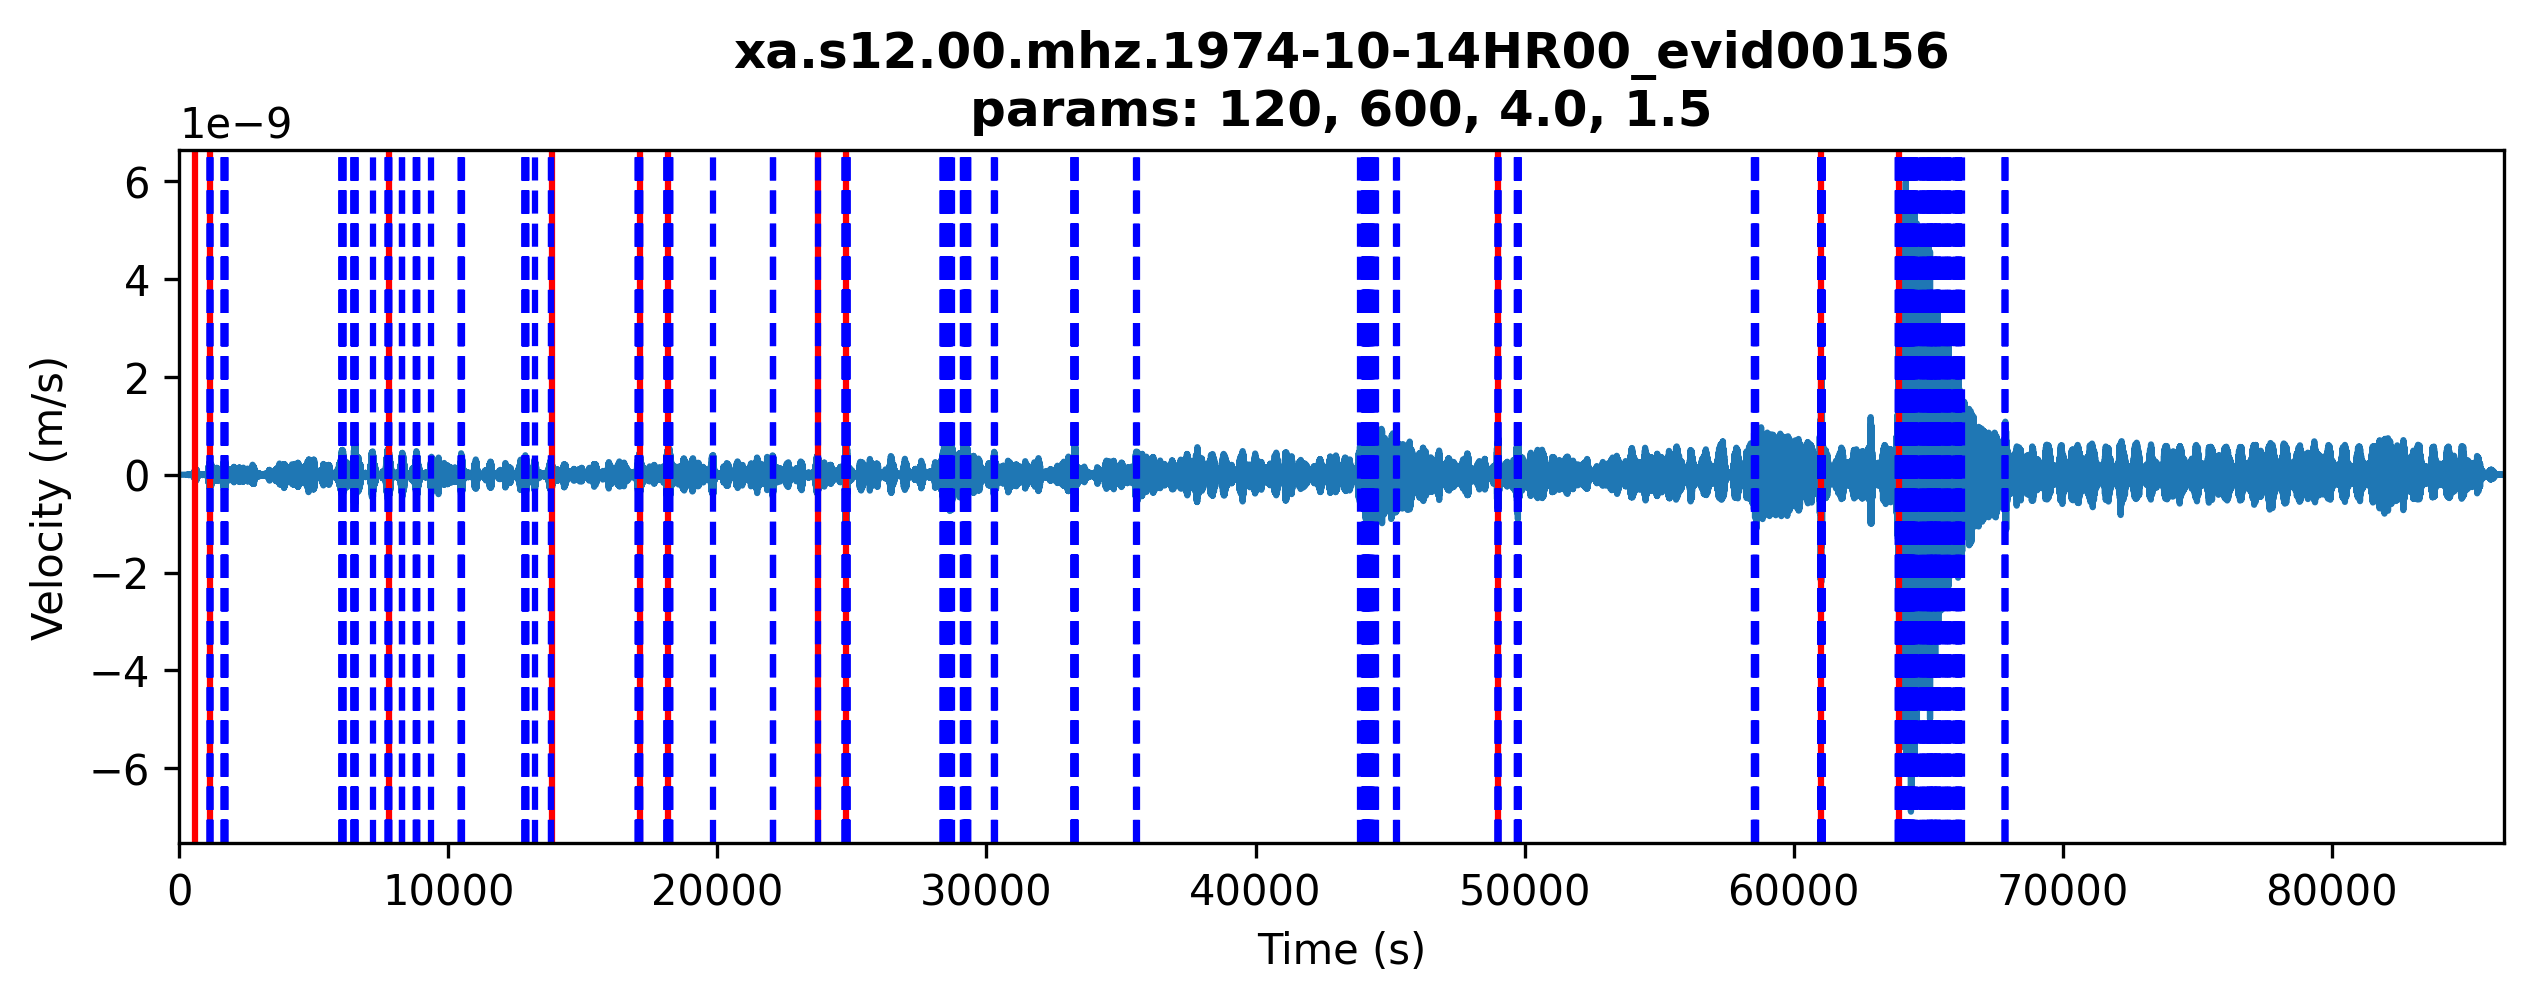 xa.s12.00.mhz.1974-10-14HR00_evid00156
params: 120, 600, 4.0, 1.5
1e−9
6
4
2
0
−2
−4
−6
Velocity (m/s)
0 10000 20000 30000 40000 50000 60000 70000 80000
Time (s)